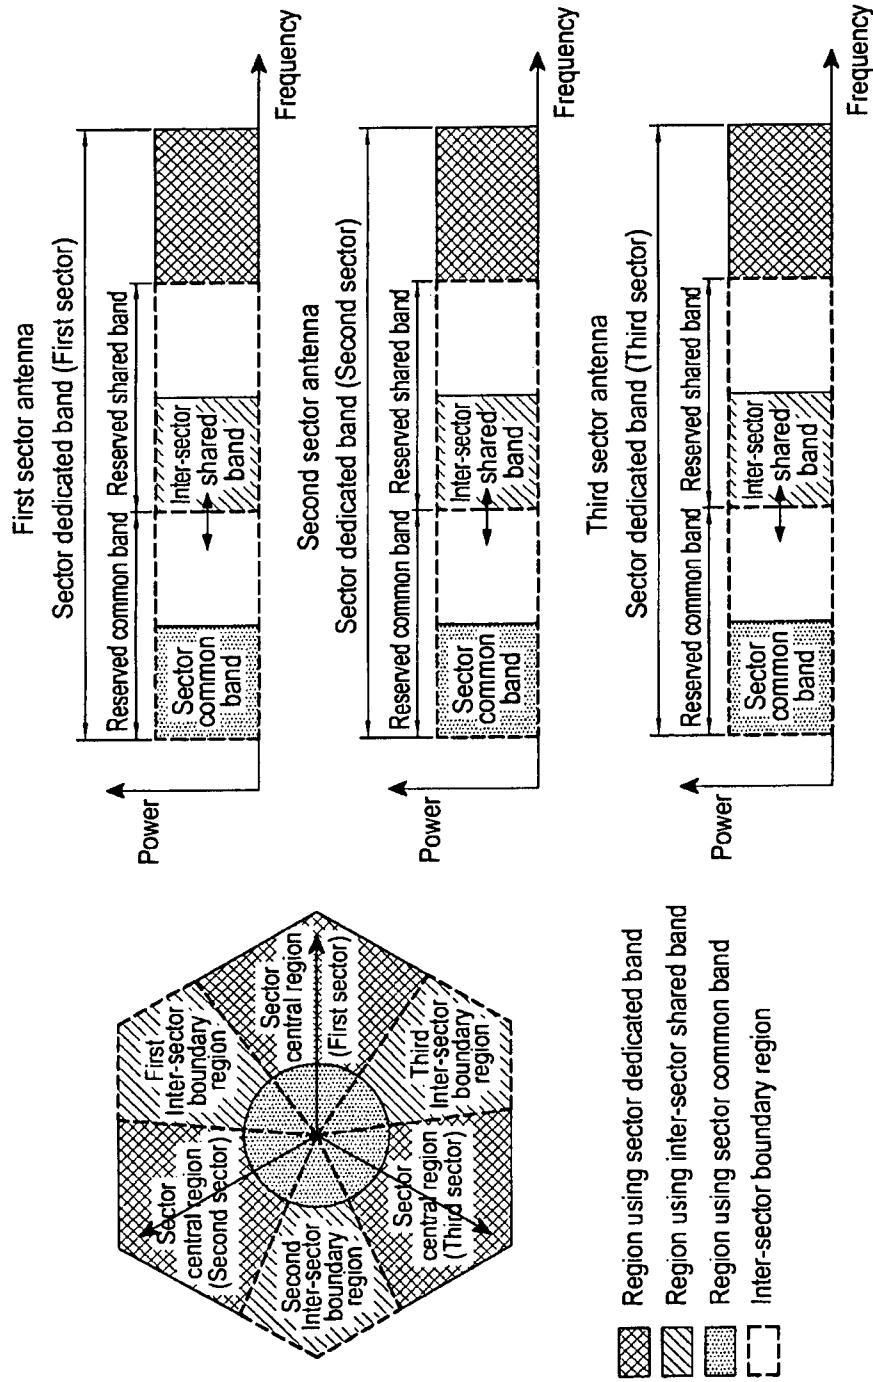 First sector antenna
Sector dedicated band (First sector)
Reserved common band
Reserved shared band
Sector
common
band
Inter-sector
shared
band
Power
Frequency
Second sector antenna
Sector dedicated band (Second sector)
Reserved common band
Reserved shared band
Sector
common
band
Inter-sector
shared
band
Power
Frequency
Third sector antenna
Sector dedicated band (Third sector)
Reserved common band
Reserved shared band
Sector
common
band
Inter-sector
shared
band
Power
Frequency
First
Inter-sector
boundary
region
Sector
central region
(First sector)
Third
Inter-sector
boundary
region
Sector
central region
(Second sector)
Second
Inter-sector
boundary
region
Sector
central region
(Third sector)
Region using sector dedicated band
Region using inter-sector shared band
Region using sector common band
Inter-sector boundary region